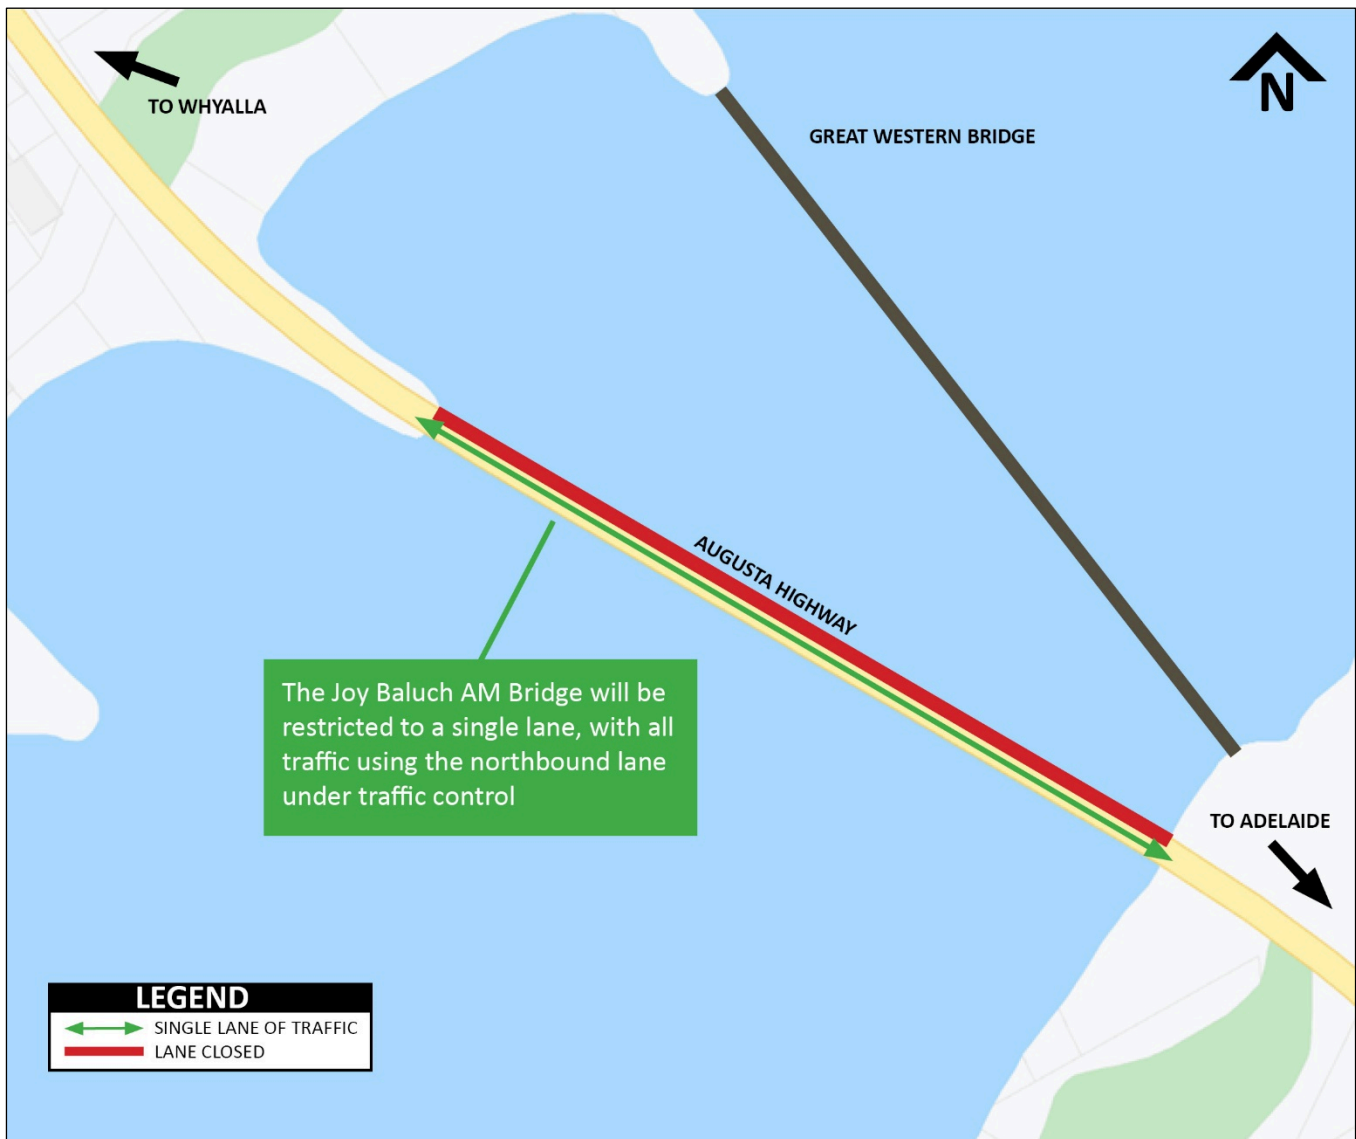 TO WHYALLA
N
GREAT WESTERN BRIDGE
AUGUSTA HIGHWAY
The Joy Baluch AM Bridge will be
restricted to a single lane, with all
traffic using the northbound lane
under traffic control
TO ADELAIDE
LEGEND
SINGLE LANE OF TRAFFIC
LANE CLOSED